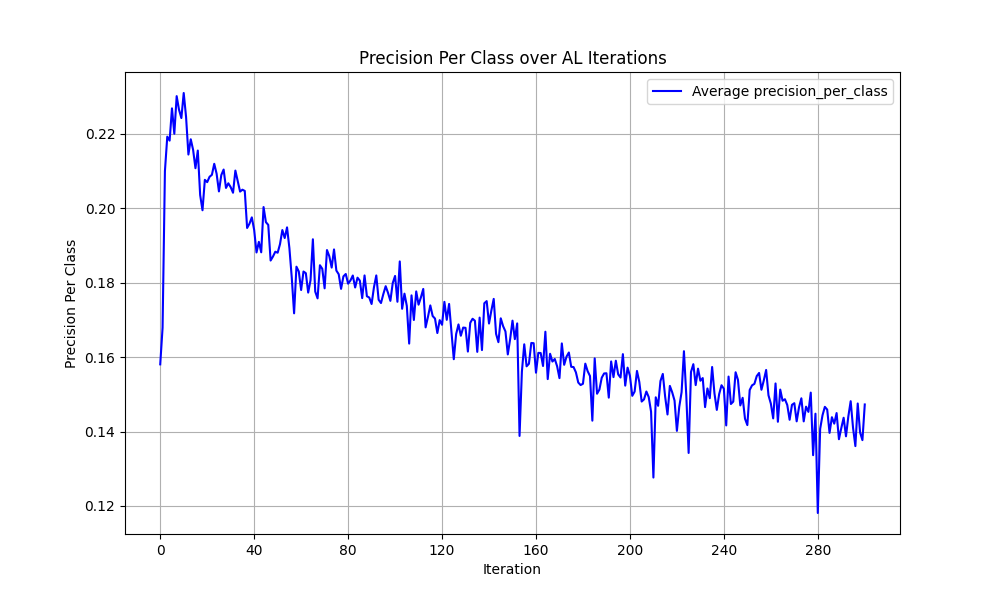 Precision Per Class over AL Iterations
Average precision_per_class
Precision Per Class
0.22
0.20
0.18
0.16
0.14
0.12
0 40 80 120 160 200 240 280
Iteration